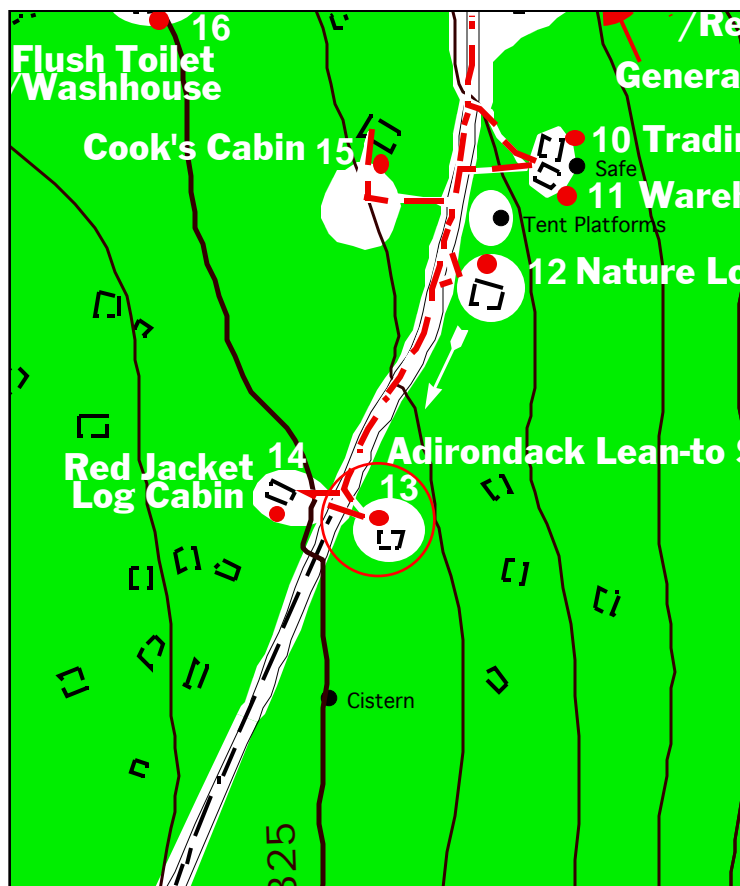 16
Flush Toilet
/Washhouse
/Re
Genera
Cook's Cabin 15
10 Tradin
Safe
11 Wareh
Tent Platforms
12 Nature Lo
Adirondack Lean-to S
14
Red Jacket
Log Cabin
13
Cistern
825